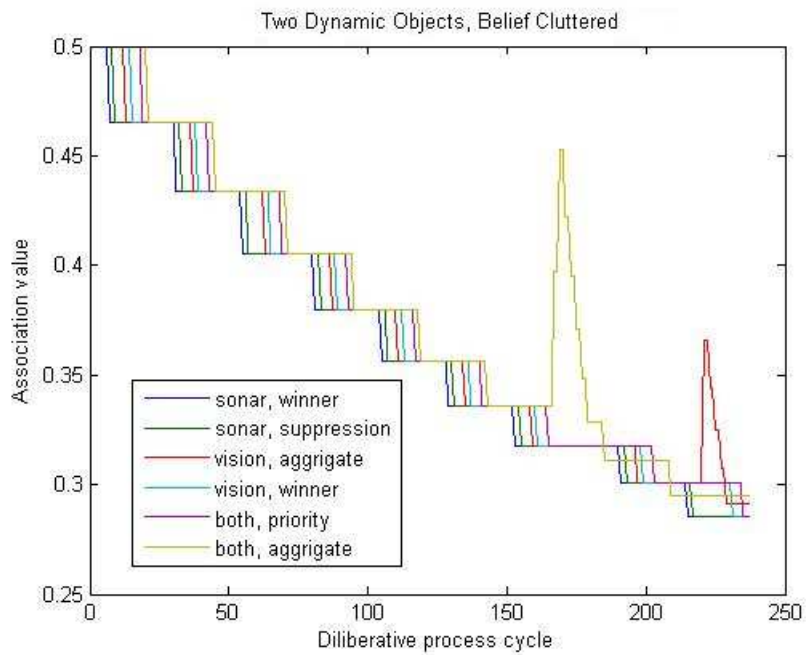 Two Dynamic Objects, Belief Cluttered
0.5
0.45
0.4
0.35
0.3
0.25
Association value
sonar, winner
sonar, suppression
vision, aggrigate
vision, winner
both, priority
both, aggrigate
0
50
100
150
200
250
Diliberative process cycle